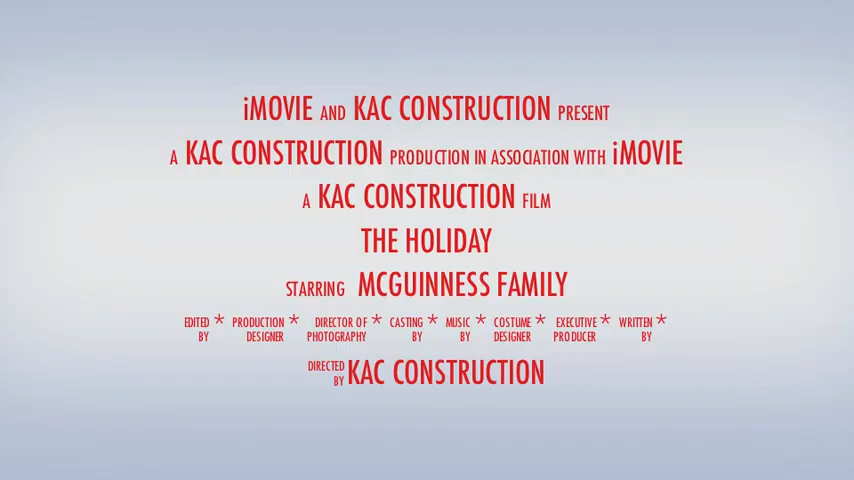 iMOVIE AND KAC CONSTRUCTION PRESENT
A KAC CONSTRUCTION PRODUCTION IN ASSOCIATION WITH iMOVIE
A KAC CONSTRUCTION FILM
THE HOLIDAY
STARRING MCGUINNESS FAMILY
EDITED BY * PRODUCTION DESIGNER * DIRECTOR OF PHOTOGRAPHY * CASTING BY * MUSIC BY * COSTUME DESIGNER * EXECUTIVE PRODUCER * WRITTEN BY *
DIRECTED BY KAC CONSTRUCTION